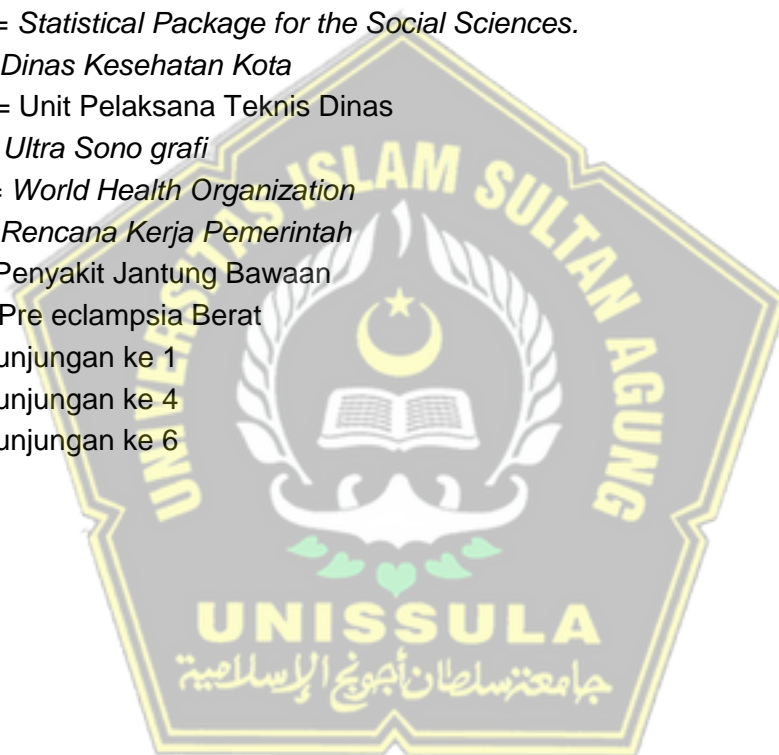 = Statistical Package for the Social Sciences.
Dinas Kesehatan Kota
= Unit Pelaksana Teknis Dinas
Ultra Sono grafi
= World Health Organization
Rencana Kerja Pemerintah
Penyakit Jantung Bawaan
Pre eclampsia Berat
unjungan ke 1
unjungan ke 4
unjungan ke 6
UNIVERSITAS ISLAM SULTAN AGUNG
UNISSULA
جامعترسلطان أجونج الإسلامية